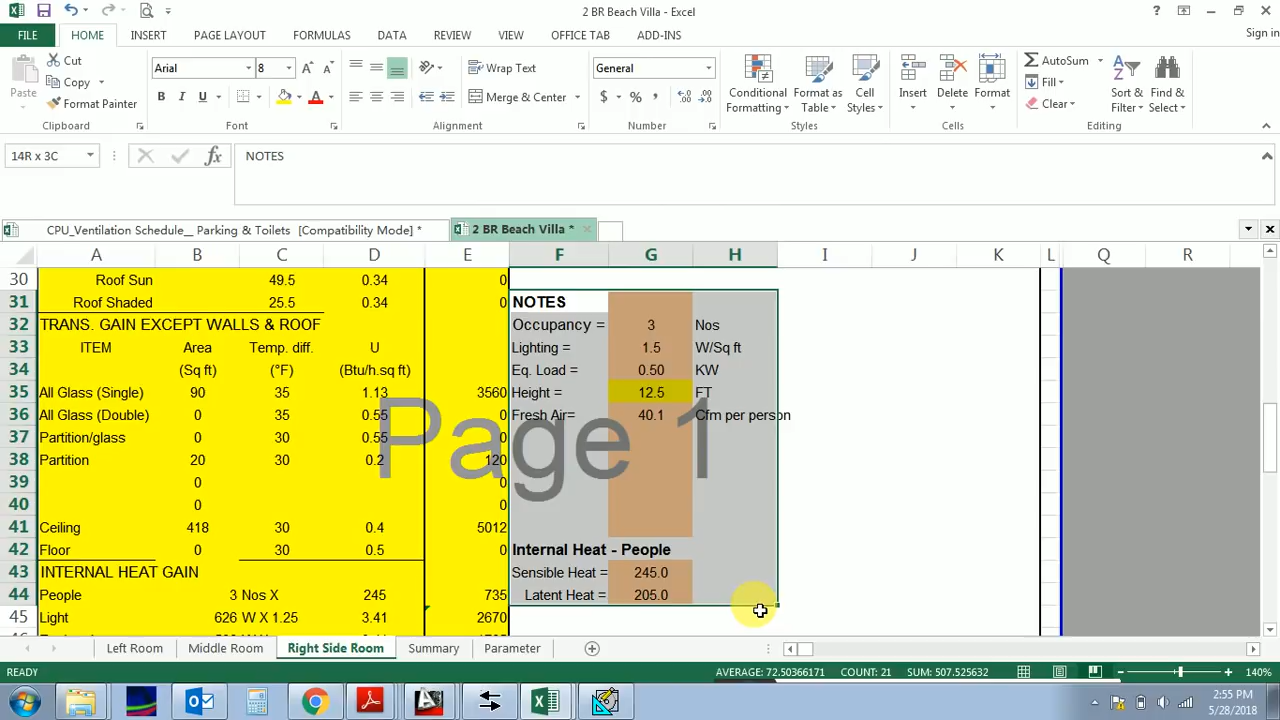 2 BR Beach Villa - Excel
Sign in
FILE HOME INSERT PAGE LAYOUT FORMULAS DATA REVIEW VIEW OFFICE TAB ADD-INS
Paste Cut Copy Format Painter
Arial 8 A A
B I U A
Wrap Text
Merge & Center
General
$ % ,
Conditional Formatting Format as Table Cell Styles
Insert Delete Format
AutoSum Fill Clear
Sort & Filter Find & Select
Clipboard Font Alignment Number Styles Cells Editing
14R x 3C fx NOTES
CPU_Ventilation Schedule__ Parking & Toilets [Compatibility Mode] * 2 BR Beach Villa *
A B C D E F G H I J K L Q R
30 Roof Sun 49.5 0.34 0
31 Roof Shaded 25.5 0.34 0 NOTES
32 TRANS. GAIN EXCEPT WALLS & ROOF Occupancy = 3 Nos
33 ITEM Area Temp. diff. U Lighting = 1.5 W/Sq ft
34 (Sq ft) (°F) (Btu/h.sq ft) Eq. Load = 0.50 KW
35 All Glass (Single) 90 35 1.13 3560 Height = 12.5 FT
36 All Glass (Double) 0 35 0.55 0 Fresh Air= 40.1 Cfm per person
37 Partition/glass 0 30 0.55 0
Page 1
38 Partition 20 30 0.2 120
39 0 0
40 0 0
41 Ceiling 418 30 0.4 5012
42 Floor 0 30 0.5 0 Internal Heat - People
43 INTERNAL HEAT GAIN Sensible Heat = 245.0
44 People 3 Nos X 245 735 Latent Heat = 205.0
45 Light 626 W X 1.25 3.41 2670
Left Room Middle Room Right Side Room Summary Parameter
READY AVERAGE: 72.50366171 COUNT: 21 SUM: 507.525632 140%
2:55 PM
5/28/2018